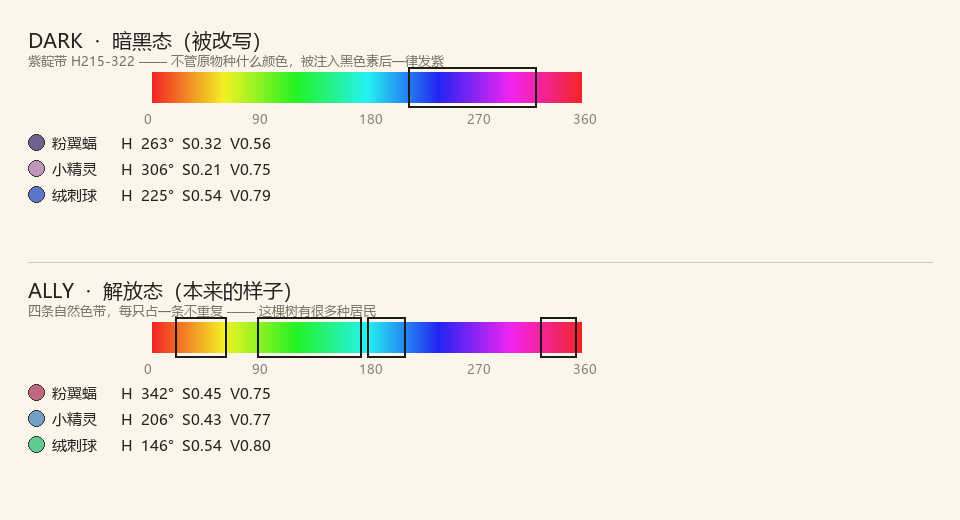 DARK · 暗黑态（被改写）
紫靛带 H215-322 —— 不管原物种什么颜色，被注入黑色素后一律发紫
0 90 180 270 360
粉翼蝠 H 263° S0.32 V0.56
小精灵 H 306° S0.21 V0.75
绒刺球 H 225° S0.54 V0.79
ALLY · 解放态（本来的样子）
四条自然色带，每只占一条不重复 —— 这棵树有很多种居民
0 90 180 270 360
粉翼蝠 H 342° S0.45 V0.75
小精灵 H 206° S0.43 V0.77
绒刺球 H 146° S0.54 V0.80